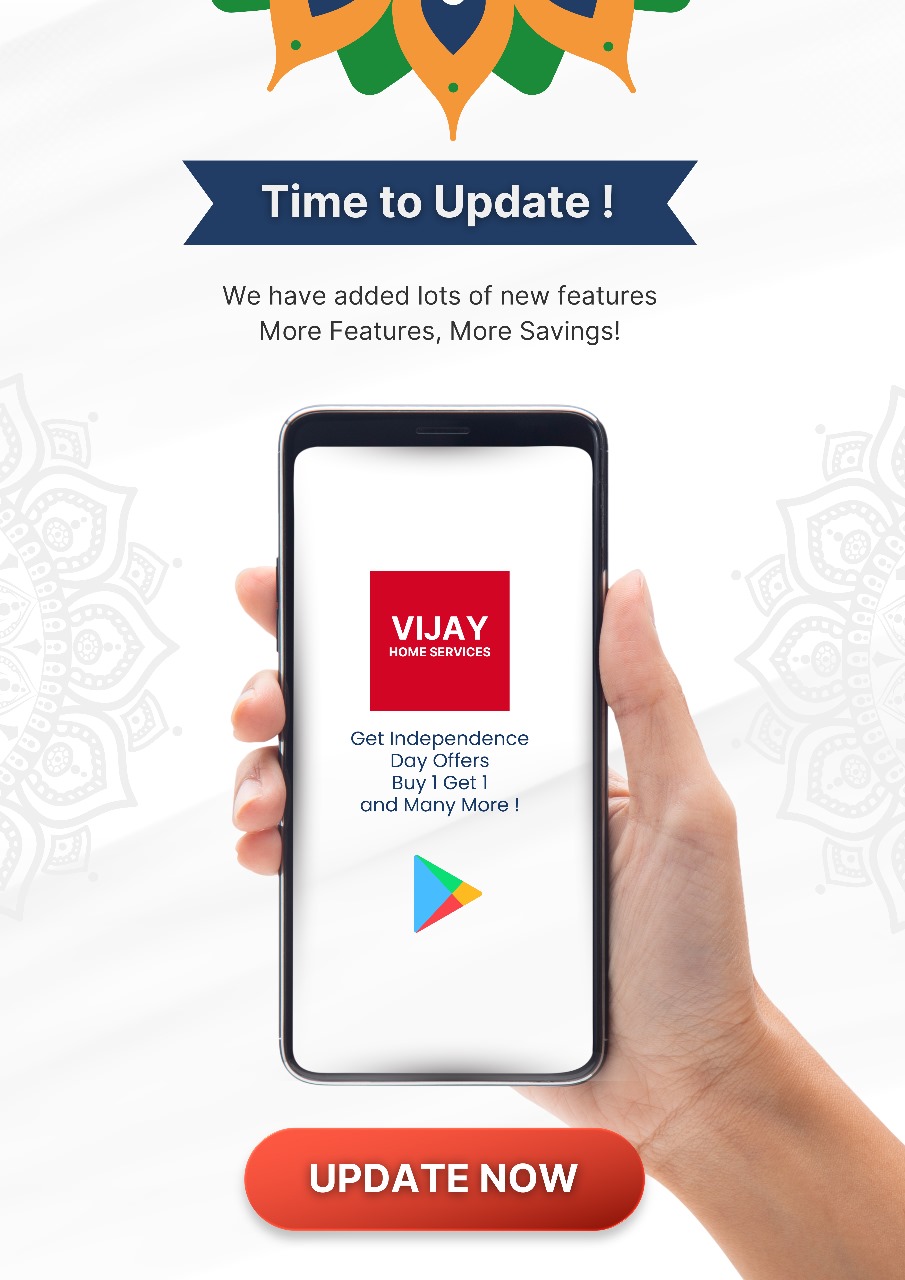 Time to Update !
We have added lots of new features
More Features, More Savings!
VIJAY
HOME SERVICES
Get Independence
Day Offers
Buy 1 Get 1
and Many More !
UPDATE NOW